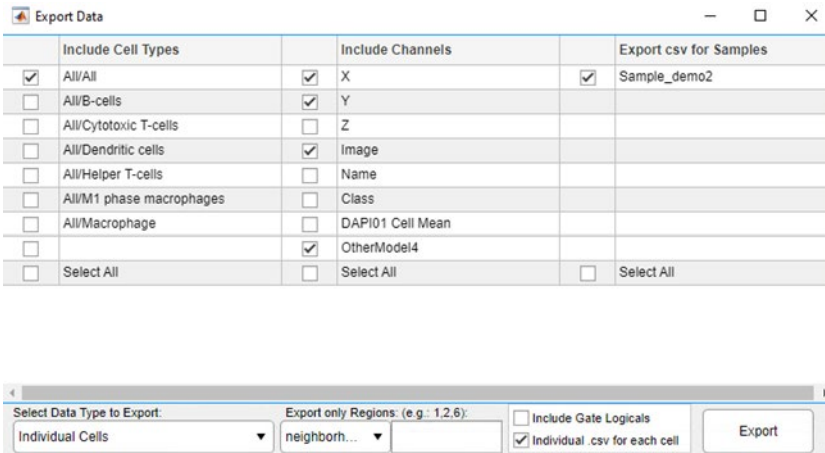 Export Data
Include Cell Types Include Channels Export csv for Samples
All/All X Sample_demo2
All/B-cells Y
All/Cytotoxic T-cells Z
All/Dendritic cells Image
All/Helper T-cells Name
All/M1 phase macrophages Class
All/Macrophage DAPI01 Cell Mean
OtherModel4
Select All Select All Select All
Select Data Type to Export: Export only Regions: (e.g.: 1,2,6): Include Gate Logicals
Individual Cells neighborh... Individual .csv for each cell Export